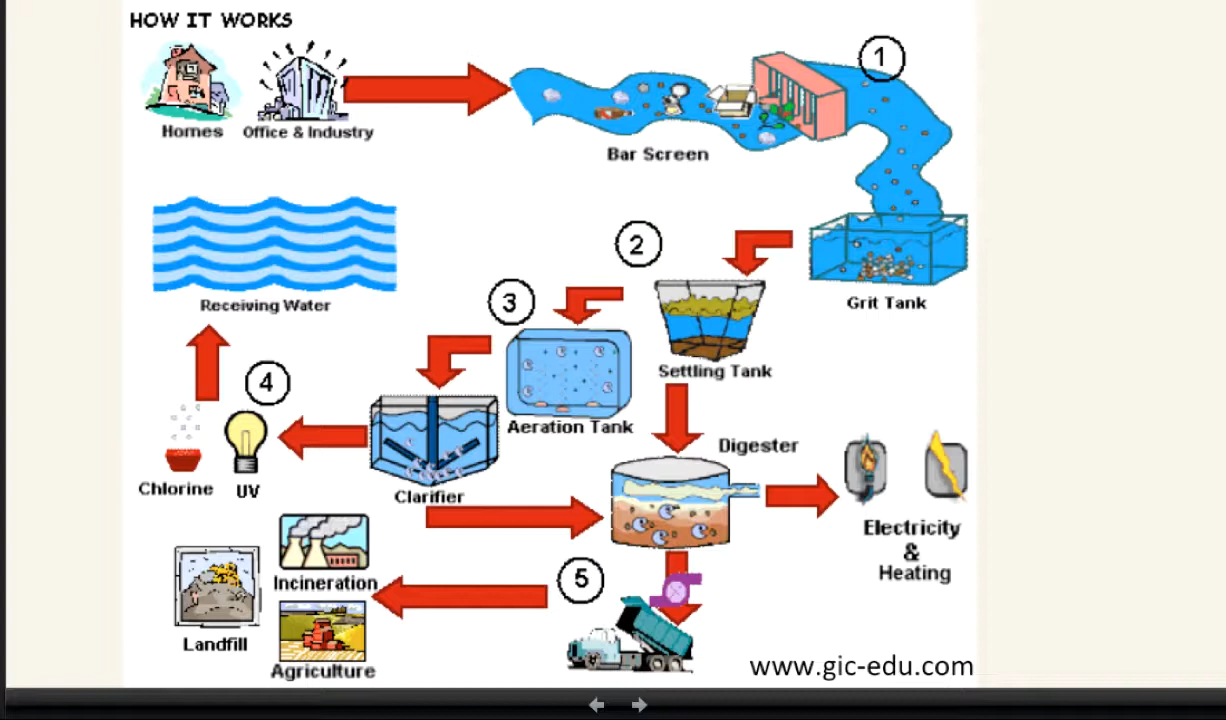 HOW IT WORKS
1
Homes
Office & Industry
Bar Screen
2
Receiving Water
3
Grit Tank
4
Settling Tank
Aeration Tank
Digester
Chlorine
UV
Clarifier
Electricity
&
Heating
5
Incineration
Landfill
Agriculture
www.gic-edu.com